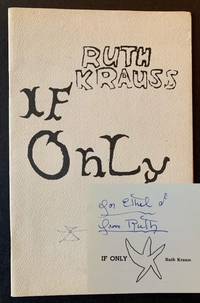 RUTH
KRAUSS
IF
OnLy
for Ethel
from Ruth
IF ONLY Ruth Krauss